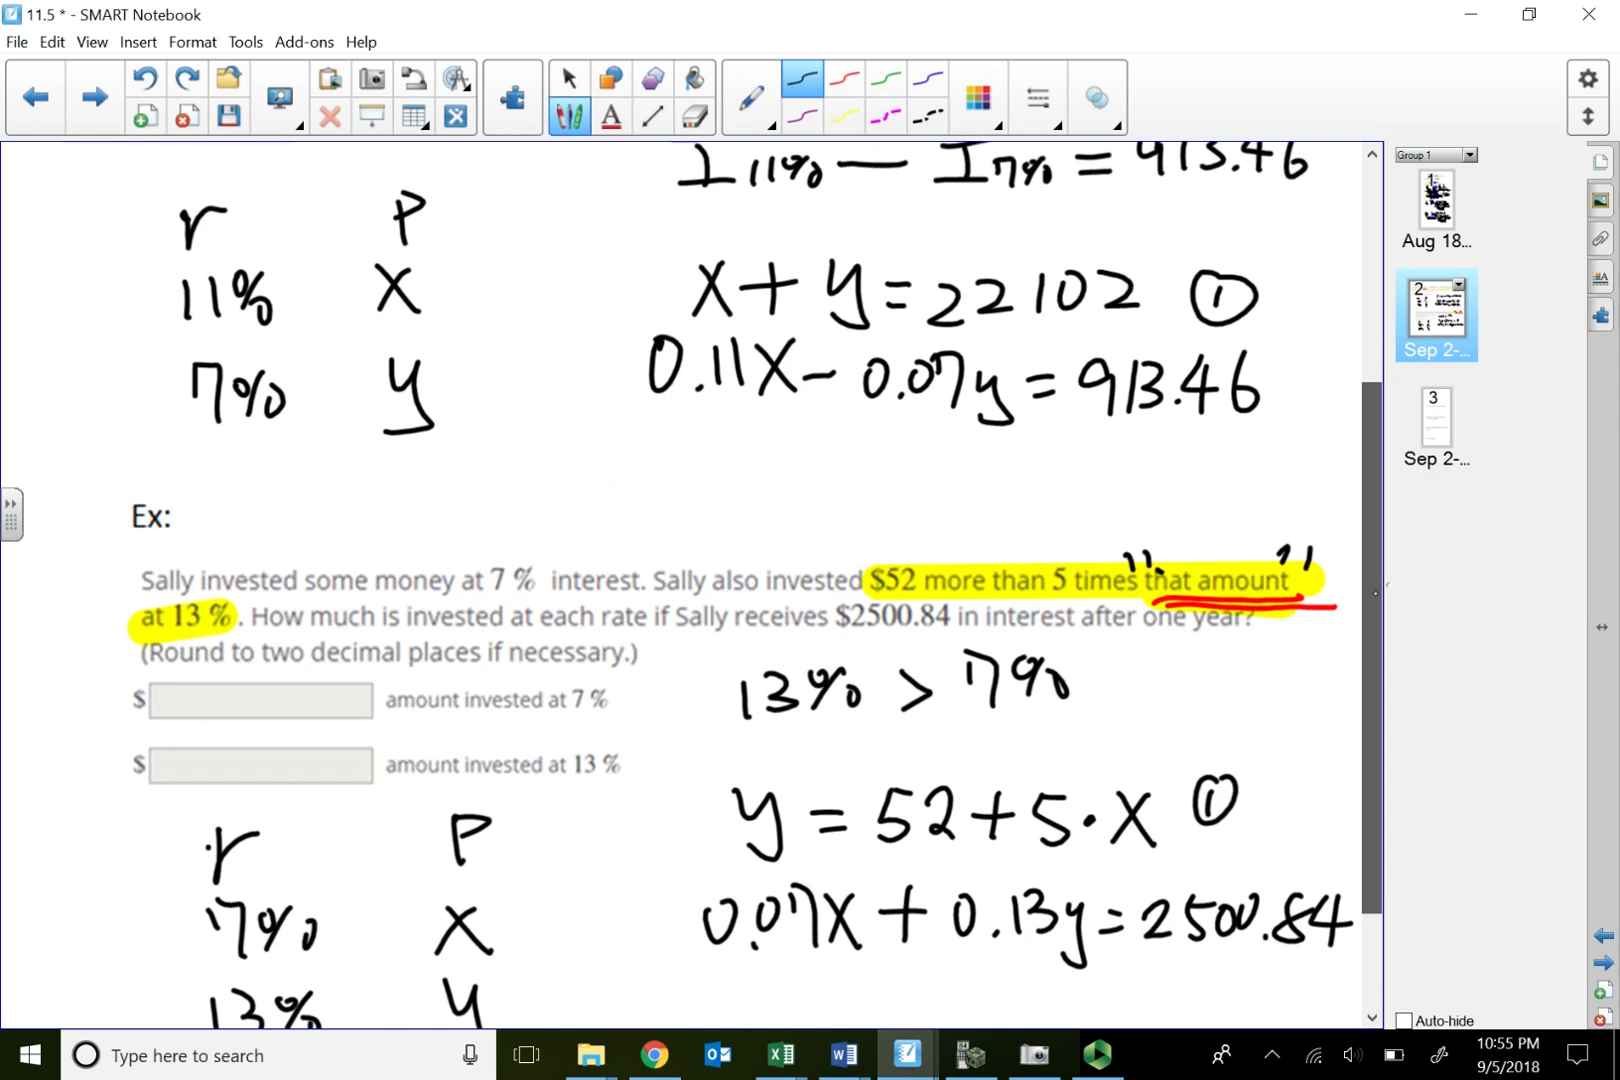 11.5 * - SMART Notebook
File Edit View Insert Format Tools Add-ons Help
I 11% — I 7% = 913.46
r P
11% x
7% y
x + y = 22102 ①
0.11x - 0.07y = 913.46
Ex:
Sally invested some money at 7 % interest. Sally also invested $52 more than 5 times "that amount"
at 13 % . How much is invested at each rate if Sally receives $2500.84 in interest after one year?
(Round to two decimal places if necessary.)
$ amount invested at 7 %
$ amount invested at 13 %
13% > 7%
y = 52 + 5 · x ①
0.07x + 0.13y = 2500.84
r P
7% x
13% y
Group 1
1
Aug 18...
2
Sep 2-...
3
Sep 2-...
Auto-hide
Type here to search
10:55 PM
9/5/2018